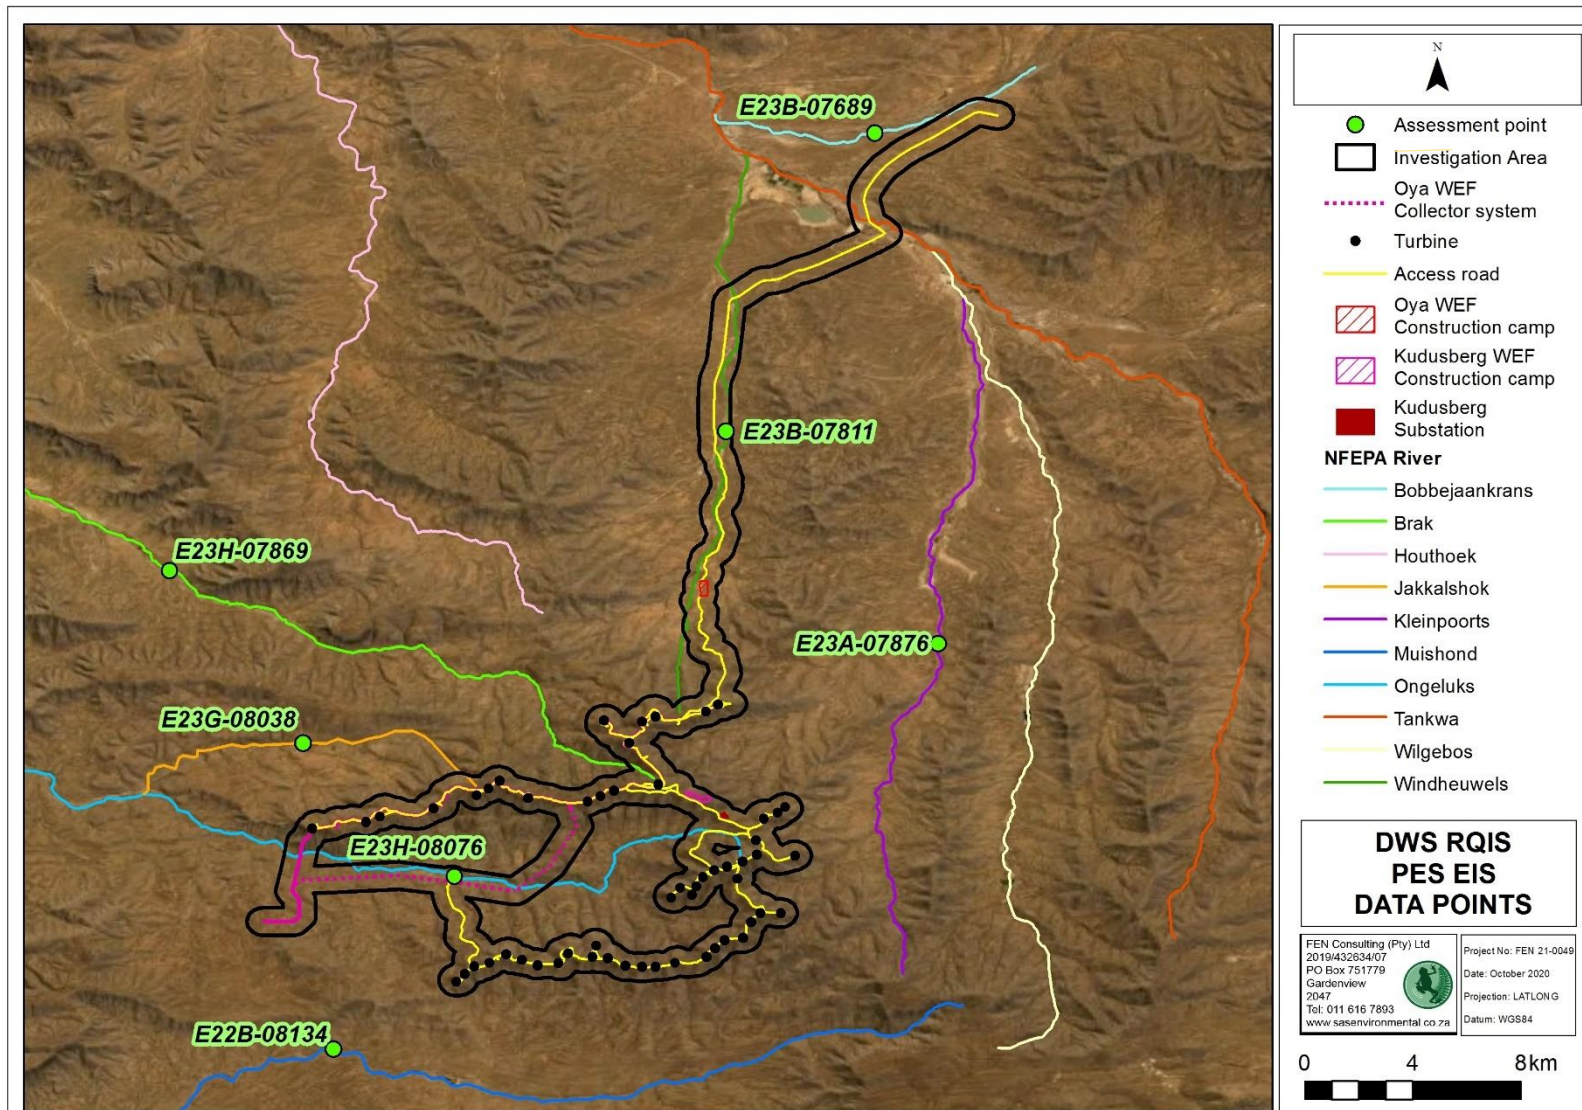 E23B-07689
E23B-07811
E23H-07869
E23A-07876
E23G-08038
E23H-08076
E22B-08134
N
Assessment point
Investigation Area
Oya WEF
Collector system
Turbine
Access road
Oya WEF
Construction camp
Kudusberg WEF
Construction camp
Kudusberg
Substation
NFEPA River
Bobbejaankrans
Brak
Houthoek
Jakkalshok
Kleinpoorts
Muishond
Ongeluks
Tankwa
Wilgebos
Windheuwels
DWS RQIS
PES EIS
DATA POINTS
FEN Consulting (Pty) Ltd
2019/432634/07
PO Box 751779
Gardenview
2047
Tel: 011 616 7893
www.sasenvironmental.co.za
Project No: FEN 21-0049
Date: October 2020
Projection: LATLONG
Datum: WGS84
0 4 8km